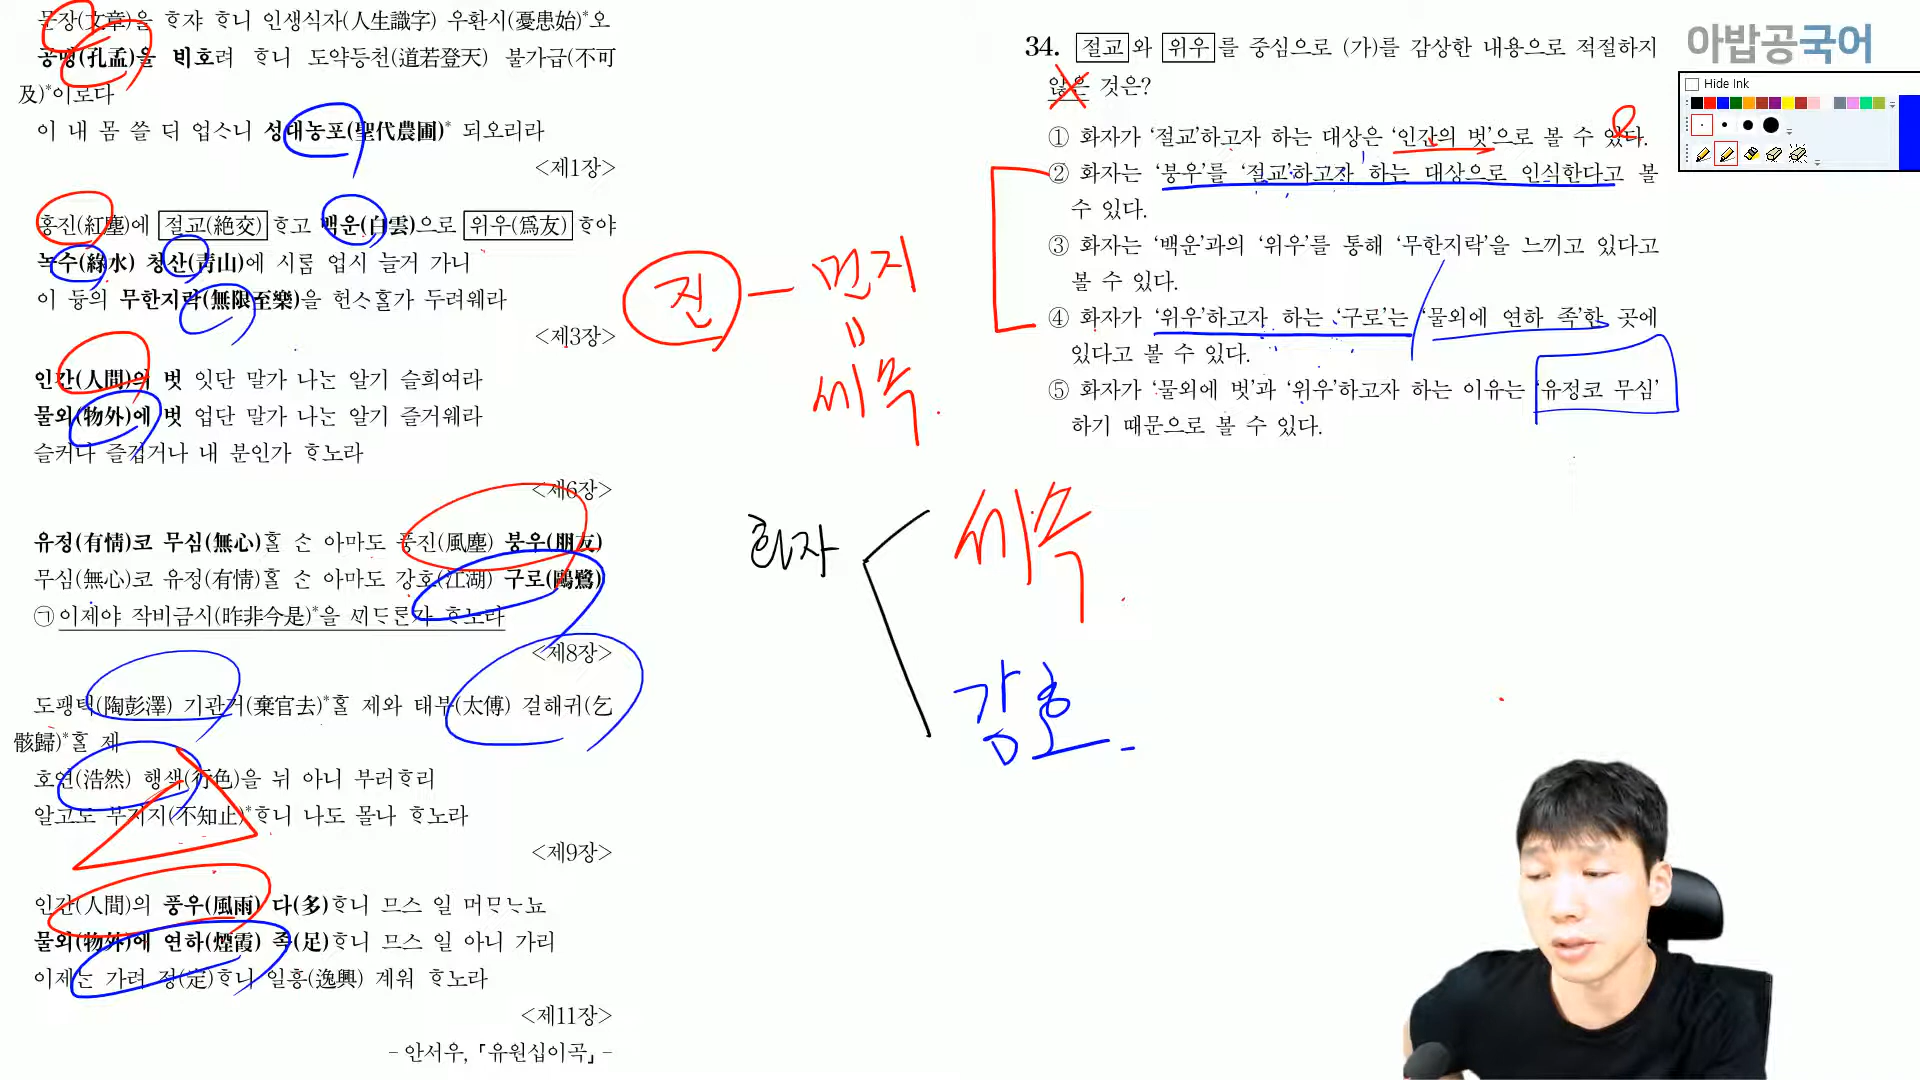 문장(文章)을 ᄒᆞ쟈 ᄒᆞ니 인생식자(人生識字) 우환시(憂患始)*오
공맹(孔孟)을 비호려 ᄒᆞ니 도약등천(道若登天) 불가급(不可
及)*이로다
이 내 몸 쓸 ᄃᆡ 업스니 성대농포(聖代農圃)* 되오리라
<제1장>
홍진(紅塵)에 절교(絶交)ᄒᆞ고 백운(白雲)으로 위우(爲友)ᄒᆞ야
녹수(綠水) 청산(靑山)에 시롬 업시 늘거 가니
이 듕의 무한지락(無限至樂)을 헌ᄉᆞᄒᆞᆯ가 두려웨라
<제3장>
인간(人間)의 벗 잇단 말가 나ᄂᆞᆫ 알기 슬희여라
물외(物外)에 벗 업단 말가 나ᄂᆞᆫ 알기 즐거웨라
슬커나 즐겁거나 내 분인가 ᄒᆞ노라
<제6장>
유정(有情)코 무심(無心)ᄒᆞᆯ 슨 아마도 풍진(風塵) 붕우(朋友)
무심(無心)코 유정(有情)ᄒᆞᆯ 슨 아마도 강호(江湖) 구로(鷗鷺)
㉠ 이제야 작비금시(昨非今是)*을 ᄭᆡᄃᆞ론가 ᄒᆞ노라
<제8장>
도팽택(陶彭澤) 기관거(棄官去)*ᄒᆞᆯ 제와 태부(太傅) 걸해귀(乞
骸歸)*ᄒᆞᆯ 제
호연(浩然) 행색(行色)을 뉘 아니 부러ᄒᆞ리
알고도 부지지(不知止)*ᄒᆞ니 나도 몰나 ᄒᆞ노라
<제9장>
인간(人間)의 풍우(風雨) 다(多)ᄒᆞ니 므스 일 머므ᄂᆞ뇨
물외(物外)에 연하(煙霞) 족(足)ᄒᆞ니 므스 일 아니 가리
이제ᄂᆞᆫ 가려 정(定)ᄒᆞ니 일흥(逸興) 계워 ᄒᆞ노라
<제11장>
- 안서우, 「유원십이곡」 -
진 — 먼지
〃
세속.
화자
세속
강호
34. 절교와 위우를 중심으로 (가)를 감상한 내용으로 적절하지
않은 것은?
① 화자가 ‘절교’하고자 하는 대상은 ‘인간의 벗’으로 볼 수 있다.
② 화자는 ‘붕우’를 ‘절교’하고자 하는 대상으로 인식한다고 볼
수 있다.
③ 화자는 ‘백운’과의 ‘위우’를 통해 ‘무한지락’을 느끼고 있다고
볼 수 있다.
④ 화자가 ‘위우’하고자 하는 ‘구로’는 ‘물외에 연하 족’한 곳에
있다고 볼 수 있다.
⑤ 화자가 ‘물외에 벗’과 ‘위우’하고자 하는 이유는 ‘유정코 무심’
하기 때문으로 볼 수 있다.
아밥공국어
Hide Ink